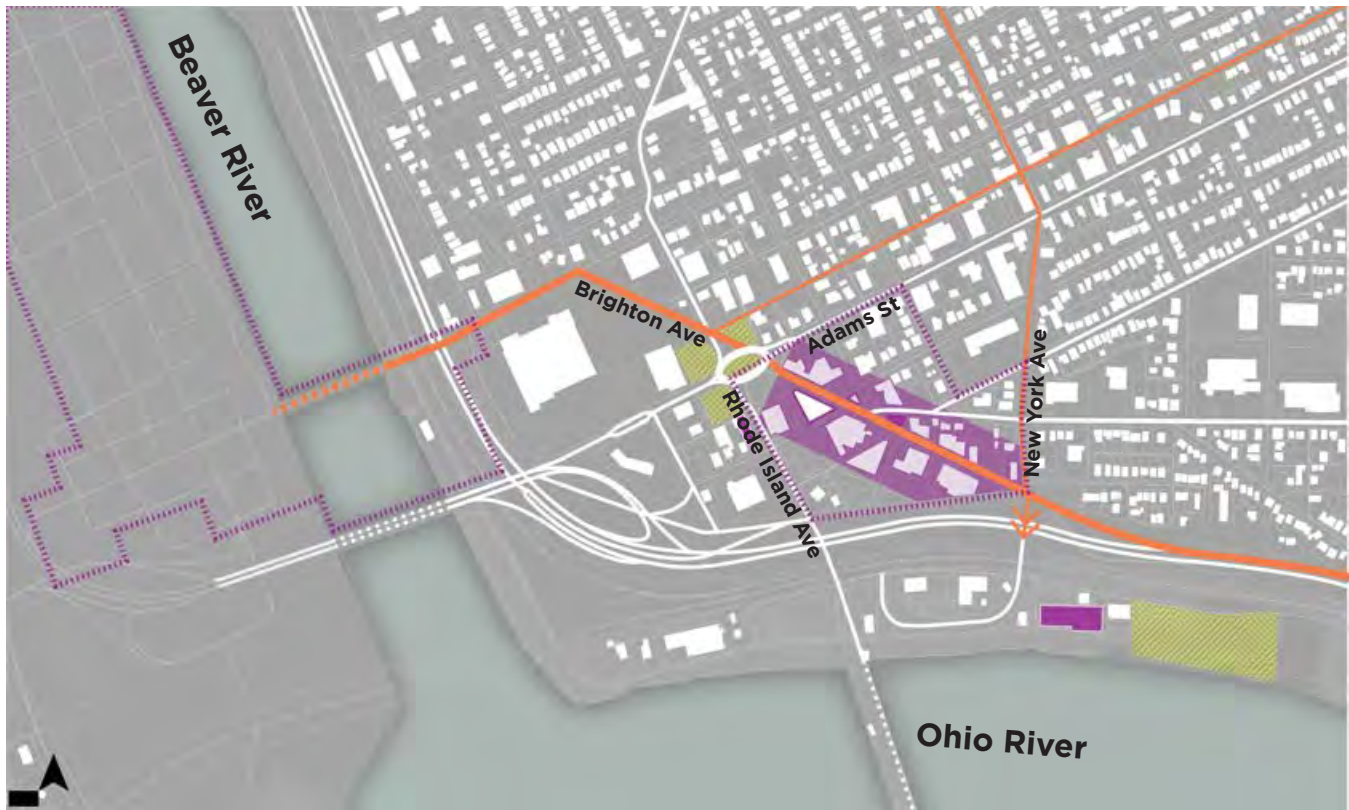 Beaver River
Brighton Ave
Adams St
Rhode Island Ave
New York Ave
Ohio River